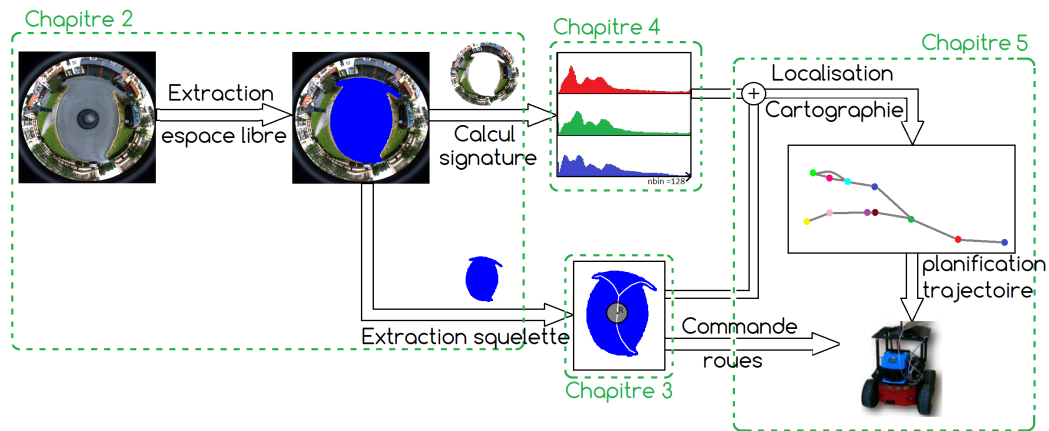 Chapitre 2
Chapitre 4
Chapitre 5
Extraction
espace libre
Calcul
signature
nbin =128
Localisation
Cartographie
planification
trajectoire
Extraction squelette
Commande
roues
Chapitre 3